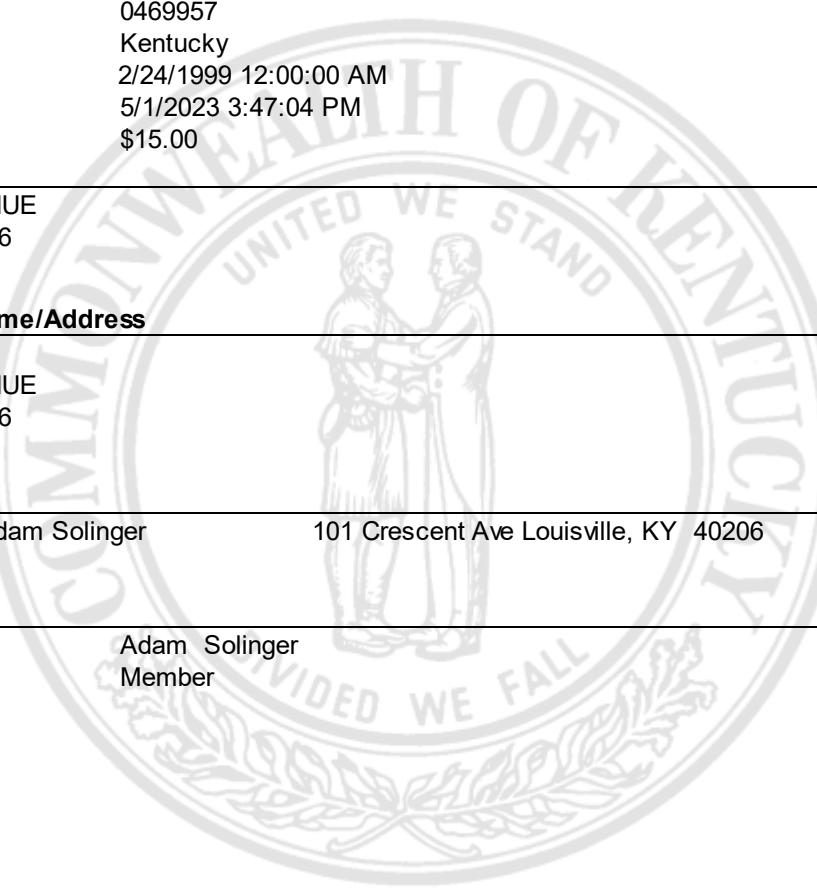 0469957
Kentucky
2/24/1999 12:00:00 AM
5/1/2023 3:47:04 PM
$15.00
COMMONWEALTH OF KENTUCKY
UNITED WE STAND
UE
6
me/Address
UE
6
dam Solinger 101 Crescent Ave Louisville, KY 40206
Adam Solinger
Member
DIVIDED WE FALL